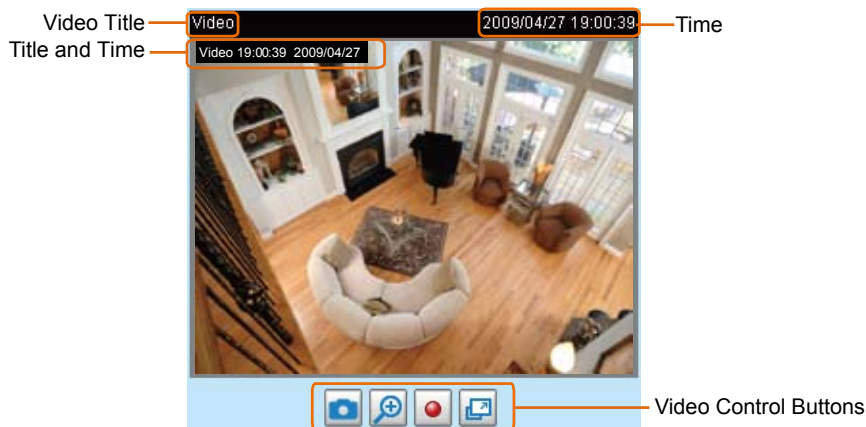 Video Title
Video
2009/04/27 19:00:39
Time
Title and Time
Video 19:00:39 2009/04/27
Video Control Buttons